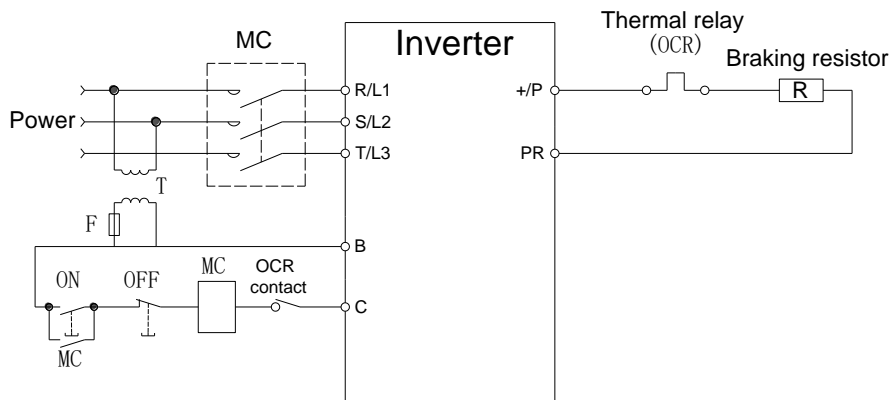 Thermal relay
(OCR)
MC
Inverter
Braking resistor
R/L1
+/P
R
Power
S/L2
T/L3
PR
T
F
B
ON
OFF
MC
OCR
contact
C
MC